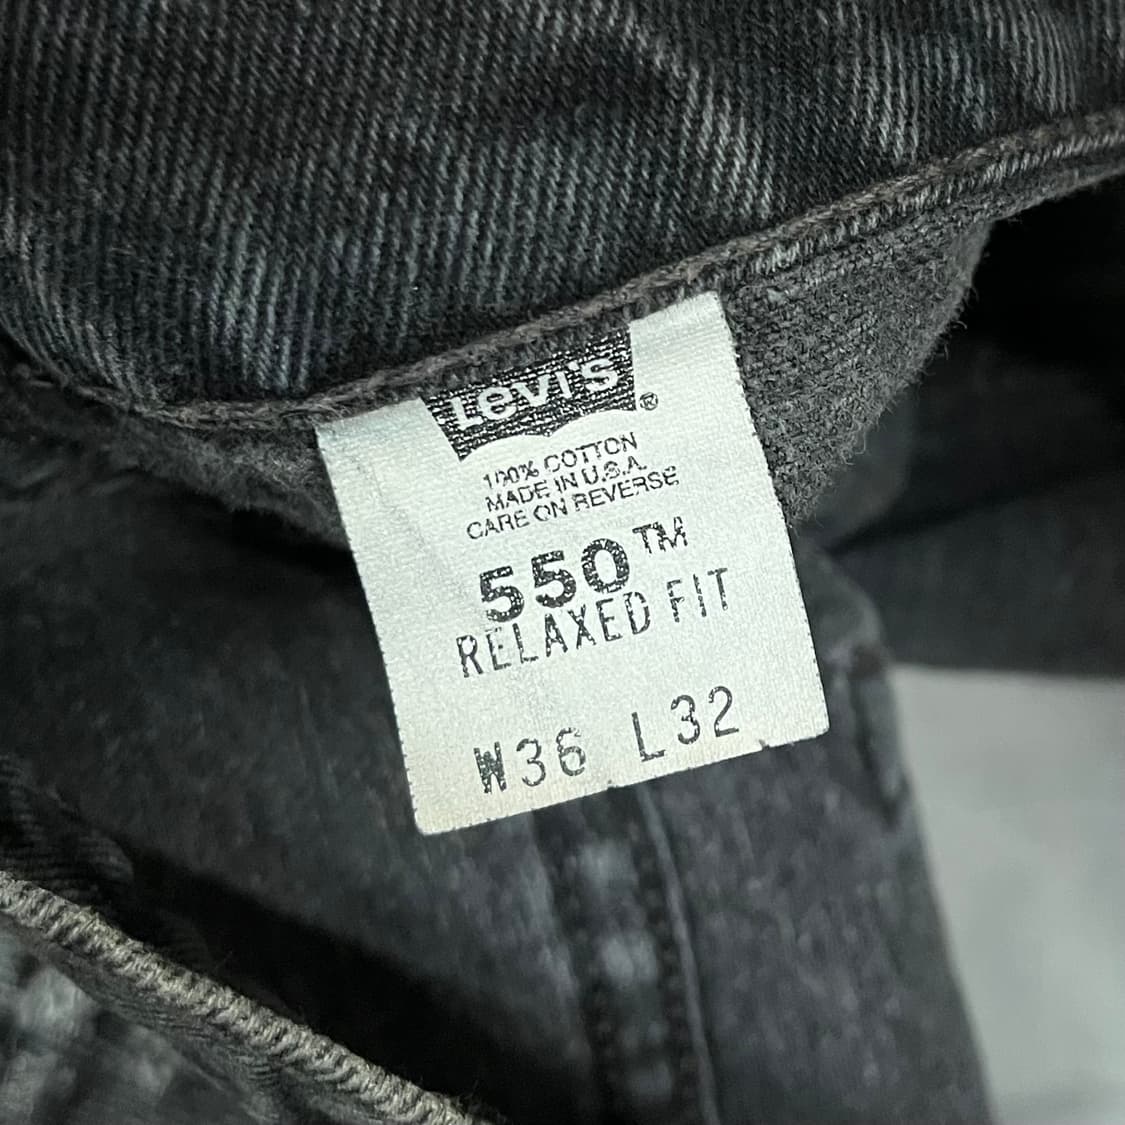 Levi's®
100% COTTON
MADE IN U.S.A.
CARE ON REVERSE
550™
RELAXED FIT
W36 L32